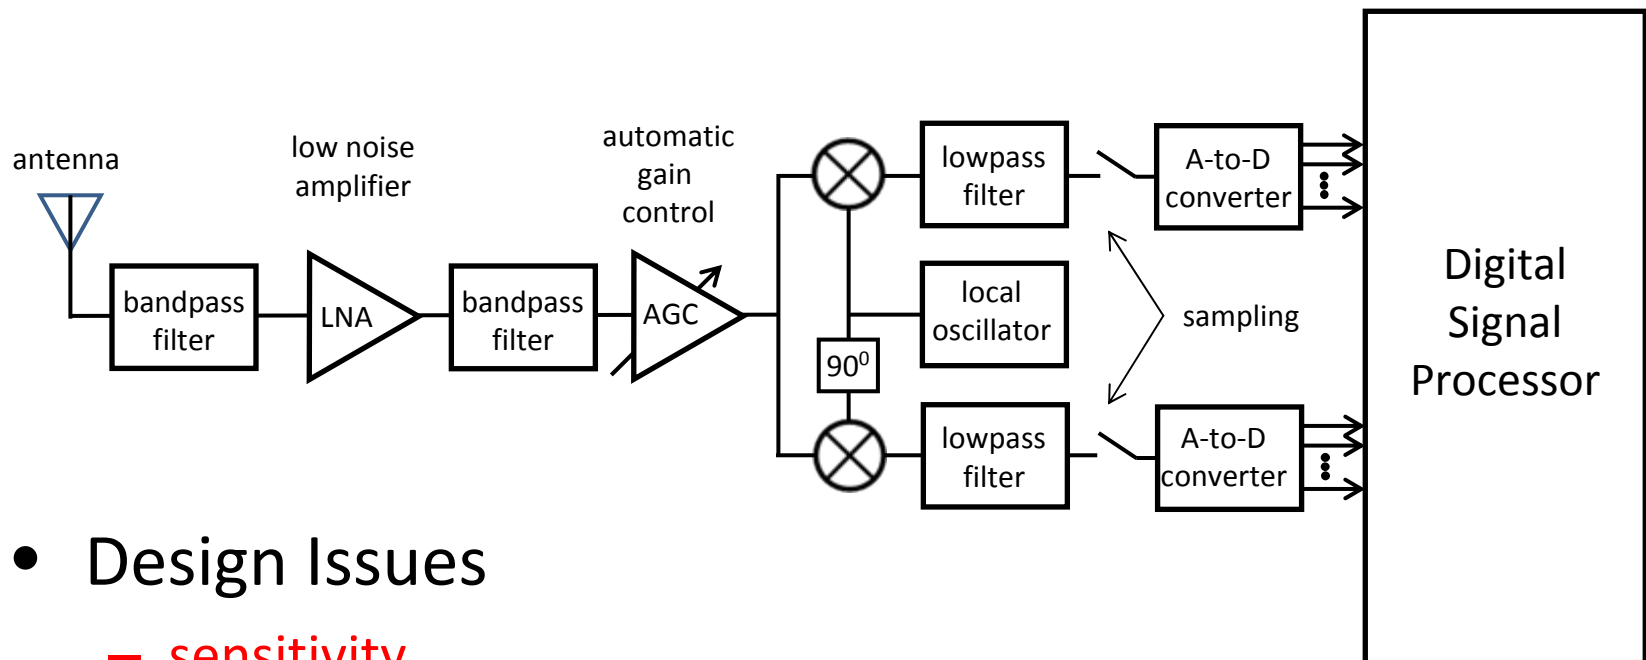 antenna
low noise
amplifier
automatic
gain
control
bandpass
filter
LNA
bandpass
filter
AGC
90⁰
lowpass
filter
local
oscillator
lowpass
filter
sampling
A-to-D
converter
A-to-D
converter
Digital
Signal
Processor
• Design Issues
– sensitivity